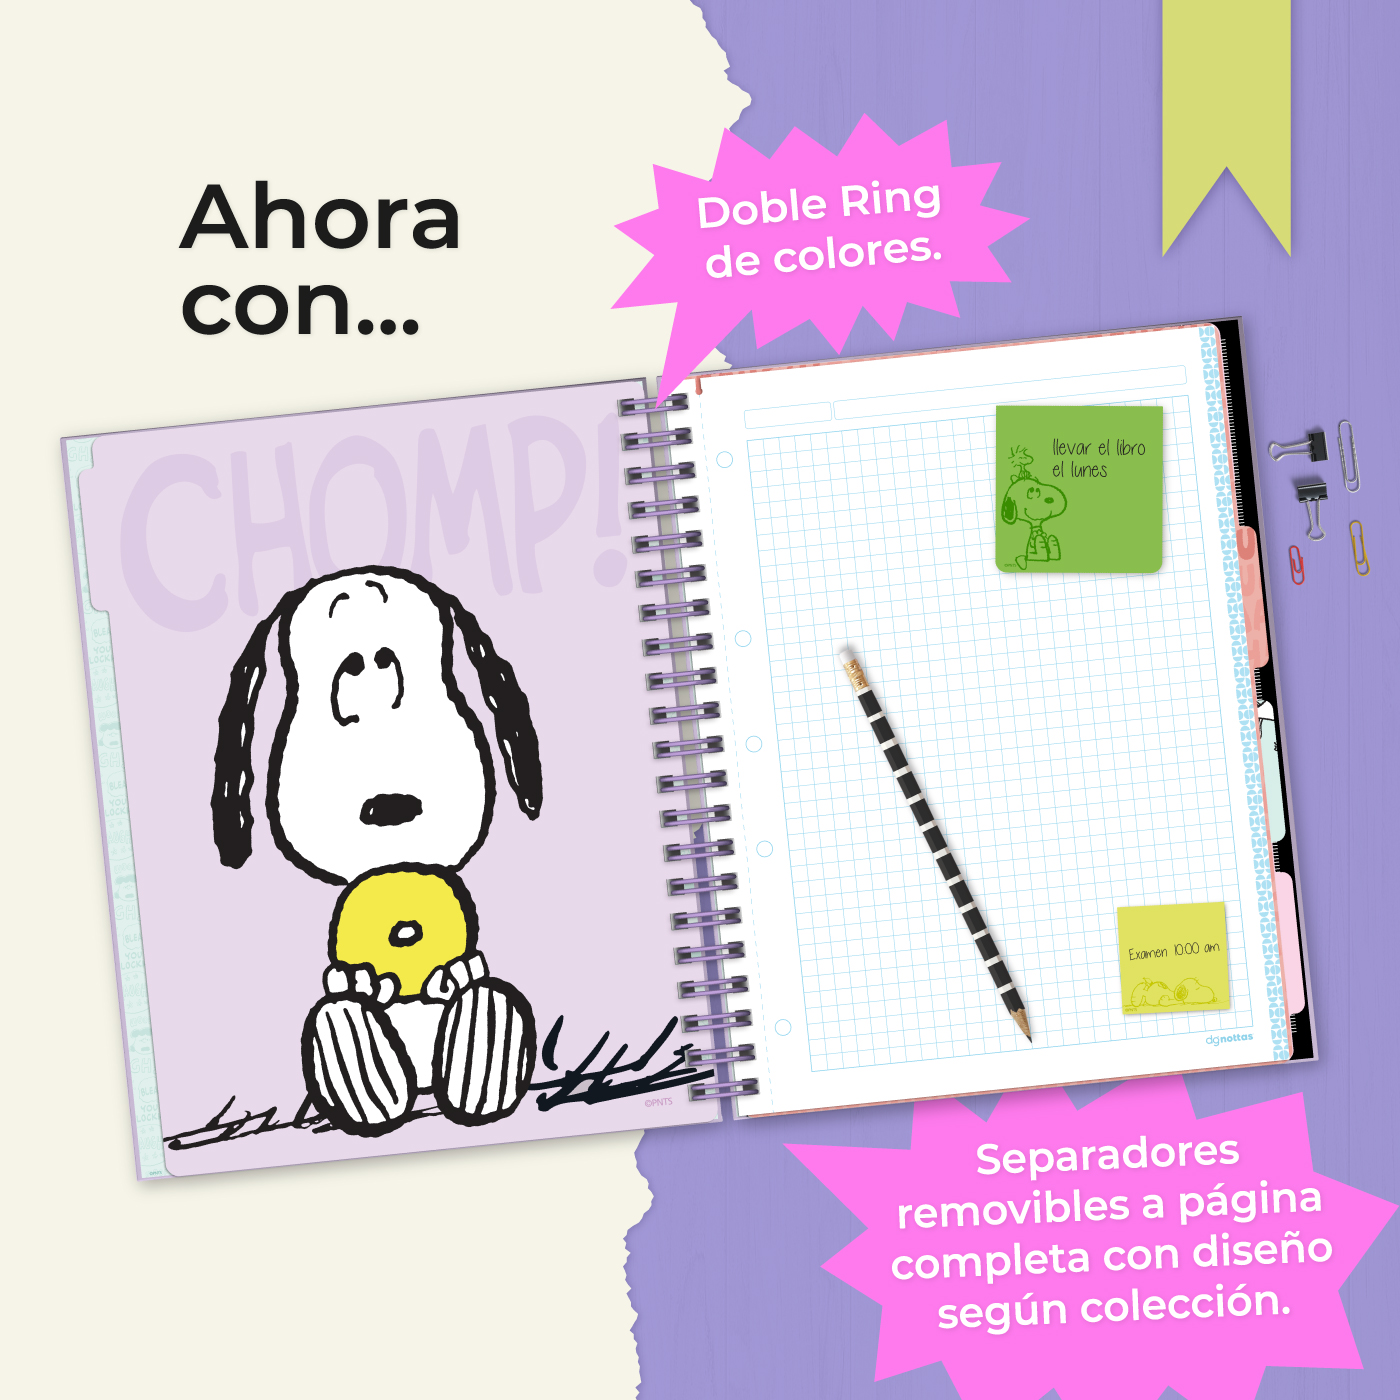 Ahora
con...
Doble Ring
de colores.
CHOMP!
llevar el libro
el lunes
Examen 10:00 am
dgnottas
©PNTS
Separadores
removibles a página
completa con diseño
según colección.